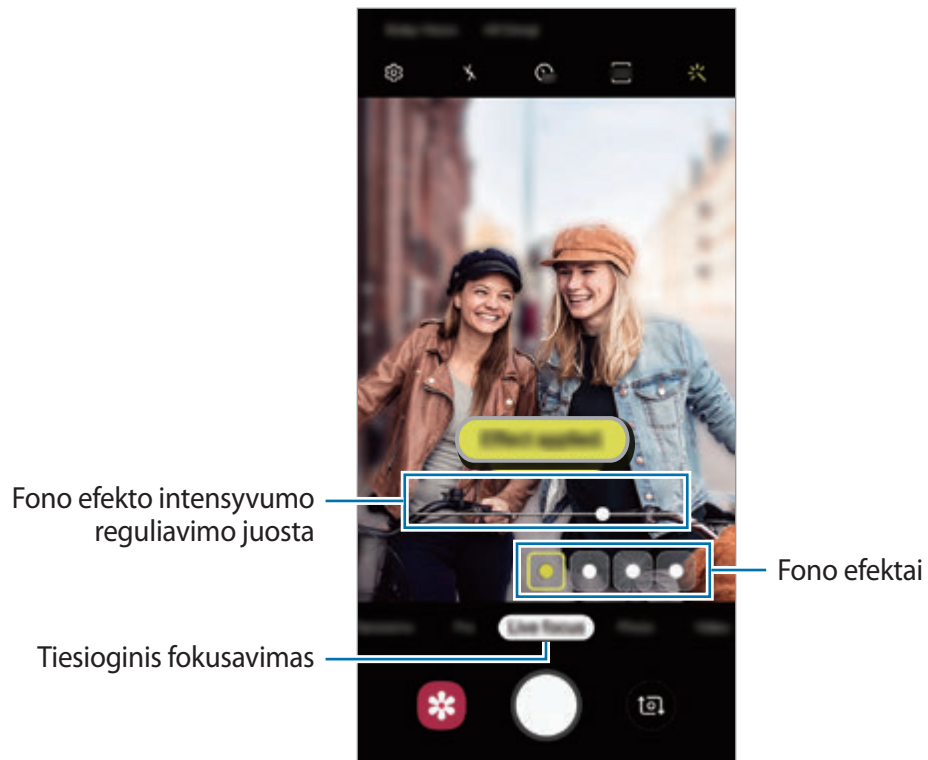 Effect applied.
Fono efekto intensyvumo
reguliavimo juosta
Fono efektai
Live focus
Tiesioginis fokusavimas